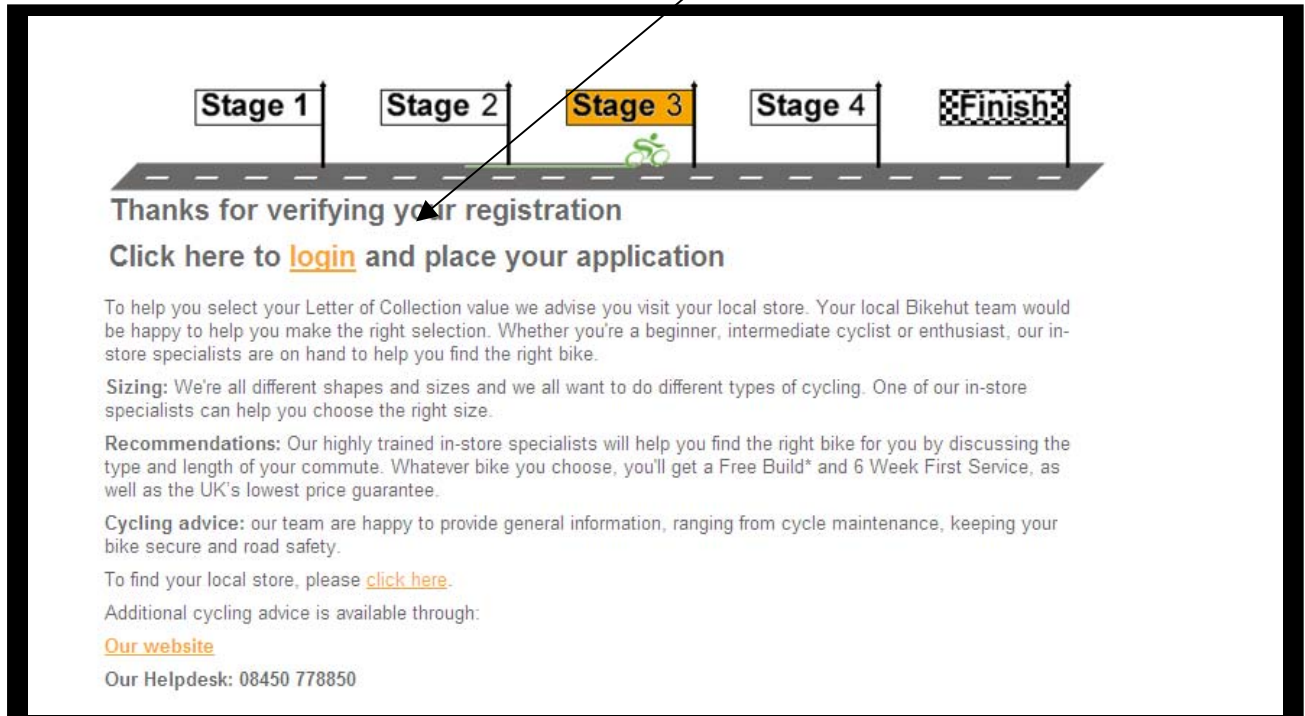 Stage 1 Stage 2 Stage 3 Stage 4 Finish
Thanks for verifying your registration
Click here to login and place your application
To help you select your Letter of Collection value we advise you visit your local store. Your local Bikehut team would
be happy to help you make the right selection. Whether you're a beginner, intermediate cyclist or enthusiast, our in-
store specialists are on hand to help you find the right bike.
Sizing: We're all different shapes and sizes and we all want to do different types of cycling. One of our in-store
specialists can help you choose the right size.
Recommendations: Our highly trained in-store specialists will help you find the right bike for you by discussing the
type and length of your commute. Whatever bike you choose, you'll get a Free Build* and 6 Week First Service, as
well as the UK's lowest price guarantee.
Cycling advice: our team are happy to provide general information, ranging from cycle maintenance, keeping your
bike secure and road safety.
To find your local store, please click here.
Additional cycling advice is available through:
Our website
Our Helpdesk: 08450 778850